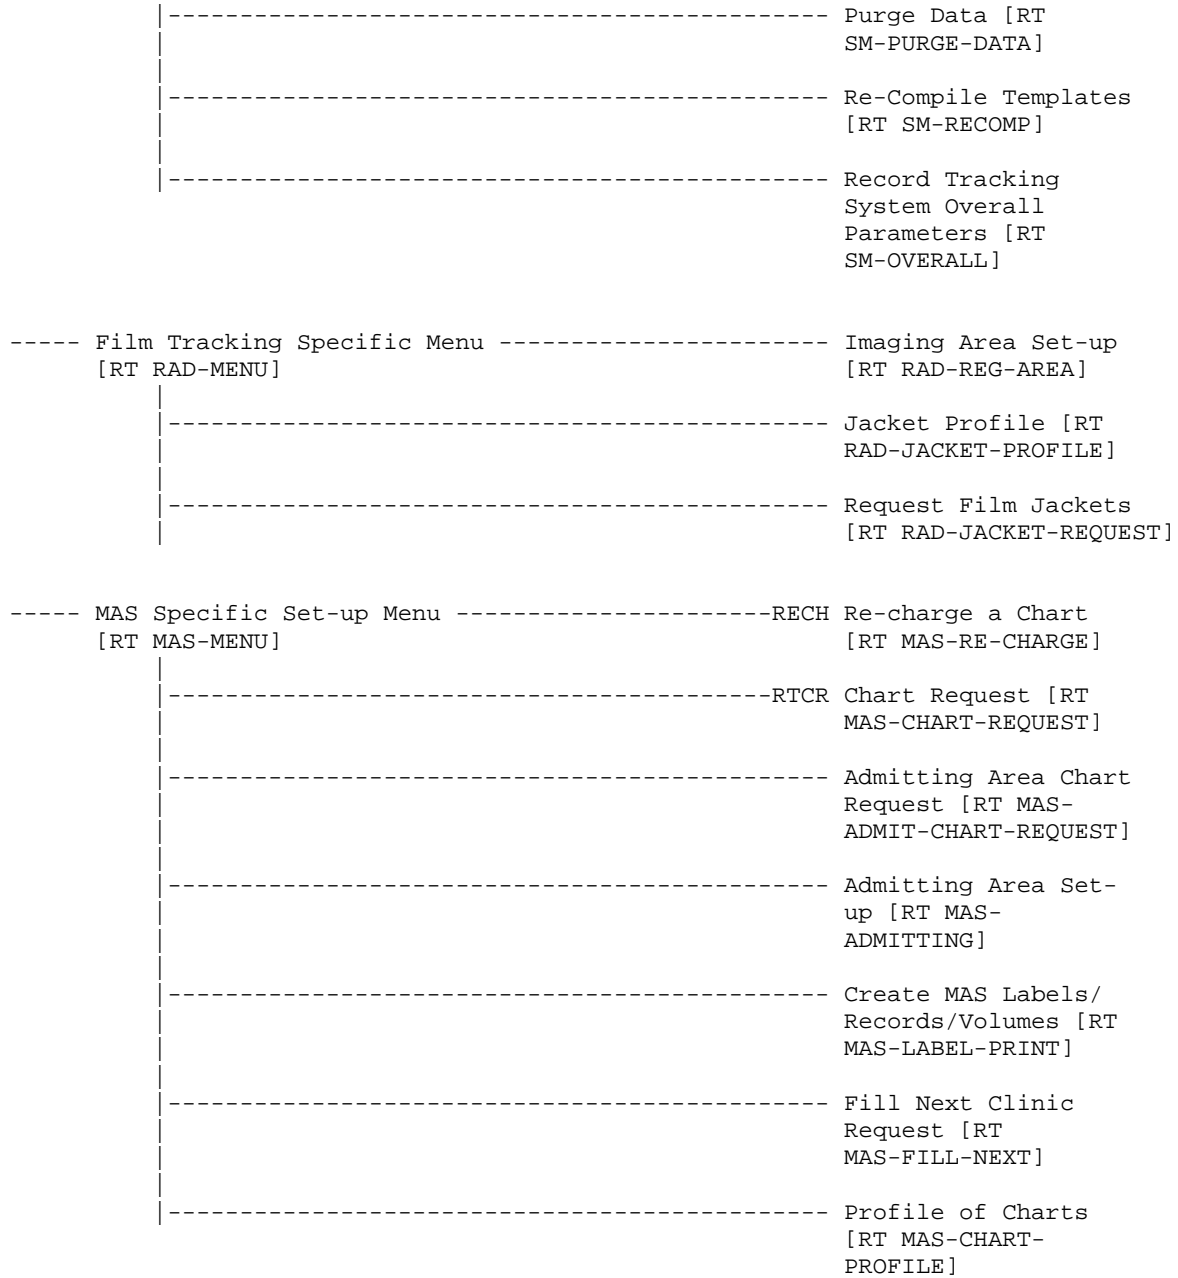 |---------------------------------------------- Purge Data [RT
| SM-PURGE-DATA]
|
|---------------------------------------------- Re-Compile Templates
| [RT SM-RECOMP]
|
|---------------------------------------------- Record Tracking
System Overall
Parameters [RT
SM-OVERALL]
----- Film Tracking Specific Menu ----------------------- Imaging Area Set-up
[RT RAD-MENU] [RT RAD-REG-AREA]
|
|---------------------------------------------- Jacket Profile [RT
| RAD-JACKET-PROFILE]
|
|---------------------------------------------- Request Film Jackets
| [RT RAD-JACKET-REQUEST]
----- MAS Specific Set-up Menu ----------------------RECH Re-charge a Chart
[RT MAS-MENU] [RT MAS-RE-CHARGE]
|
|------------------------------------------RTCR Chart Request [RT
| MAS-CHART-REQUEST]
|
|---------------------------------------------- Admitting Area Chart
| Request [RT MAS-
| ADMIT-CHART-REQUEST]
|
|---------------------------------------------- Admitting Area Set-
| up [RT MAS-
| ADMITTING]
|
|---------------------------------------------- Create MAS Labels/
| Records/Volumes [RT
| MAS-LABEL-PRINT]
|
|---------------------------------------------- Fill Next Clinic
| Request [RT
| MAS-FILL-NEXT]
|
|---------------------------------------------- Profile of Charts
[RT MAS-CHART-
PROFILE]